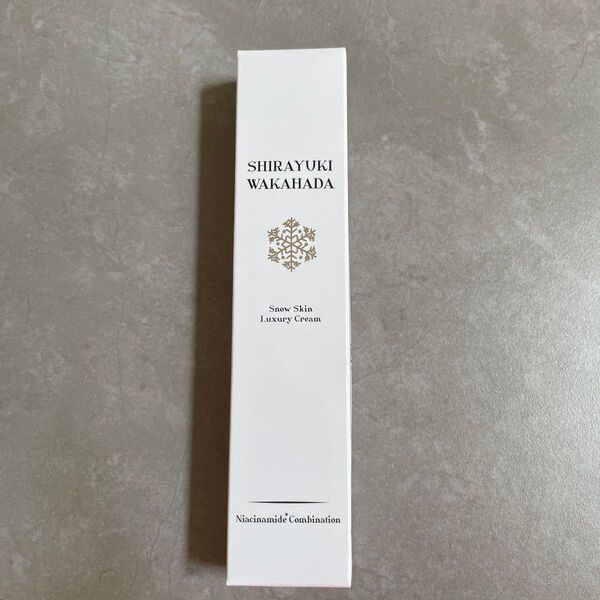 SHIRAYUKI
WAKAHADA
Snow Skin
Luxury Cream
Niacinamide*Combination